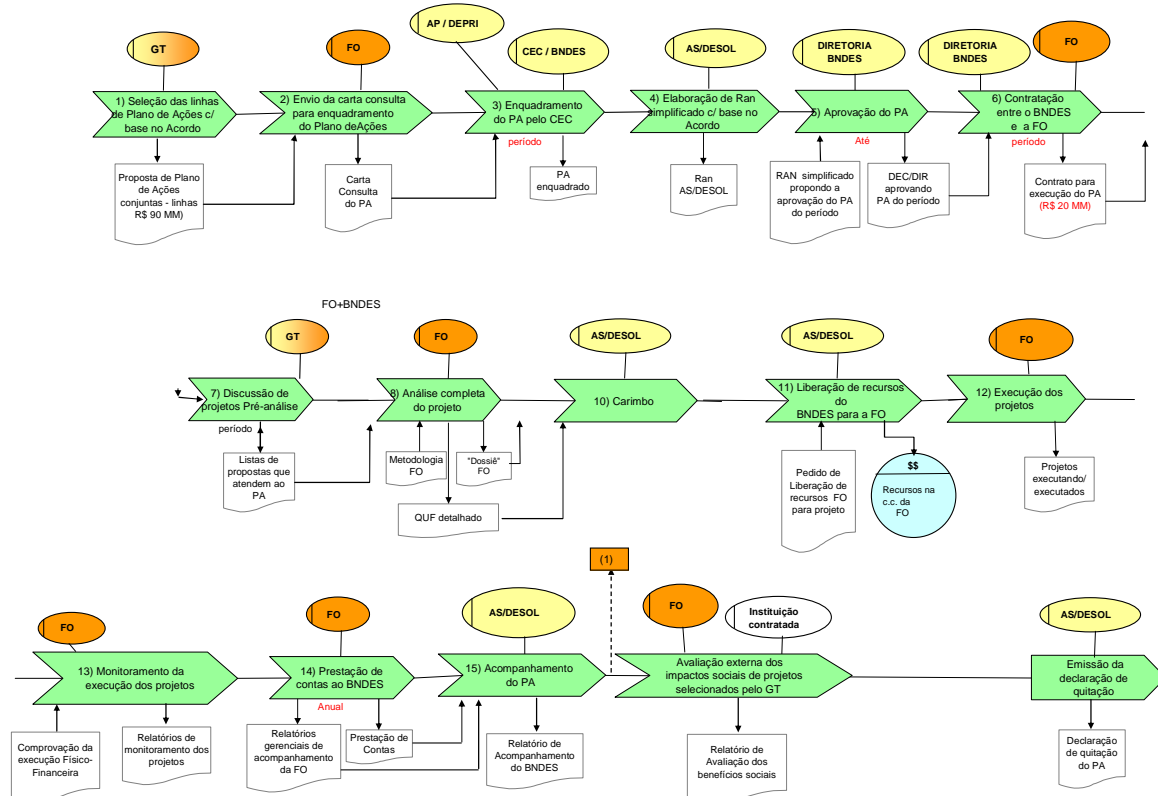 AP / DEPRI
GT
FO
CEC / BNDES
AS/DESOL
DIRETORIA
BNDES
DIRETORIA
BNDES
FO
1) Seleção das linhas
de Plano de Ações c/
base no Acordo
2) Envio da carta consulta
para enquadramento
do Plano deAções
3) Enquadramento
do PA pelo CEC
período
4) Elaboração de Ran
simplificado c/ base no
Acordo
5) Aprovação do PA
Até
6) Contratação
entre o BNDES
e a FO
período
Proposta de Plano
de Ações
conjuntas - linhas
R$ 90 MM)
Carta
Consulta
do PA
PA
enquadrado
Ran
AS/DESOL
RAN simplificado
propondo a
aprovação do PA
do período
DEC/DIR
aprovando
PA do período
Contrato para
execução do PA
(R$ 20 MM)
FO+BNDES
GT
FO
AS/DESOL
AS/DESOL
FO
7) Discussão de
projetos Pré-análise
período
8) Análise completa
do projeto
10) Carimbo
11) Liberação de recursos
do
BNDES para a FO
12) Execução dos
projetos
Listas de
propostas que
atendem ao
PA
Metodologia
FO
"Dossiê"
FO
QUF detalhado
Pedido de
Liberação de
recursos FO
para projeto
$$
Recursos na
c.c. da
FO
Projetos
executando/
executados
(1)
FO
FO
AS/DESOL
FO
Instituição
contratada
AS/DESOL
13) Monitoramento da
execução dos projetos
14) Prestação de
contas ao BNDES
Anual
15) Acompanhamento
do PA
Avaliação externa dos
impactos sociais de projetos
selecionados pelo GT
Emissão da
declaração de
quitação
Comprovação da
execução Físico-
Financeira
Relatórios de
monitoramento dos
projetos
Relatórios
gerenciais de
acompanhamento
da FO
Prestação de
Contas
Relatório de
Acompanhamento
do BNDES
Relatório de
Avaliação dos
benefícios sociais
Declaração
de quitação
do PA